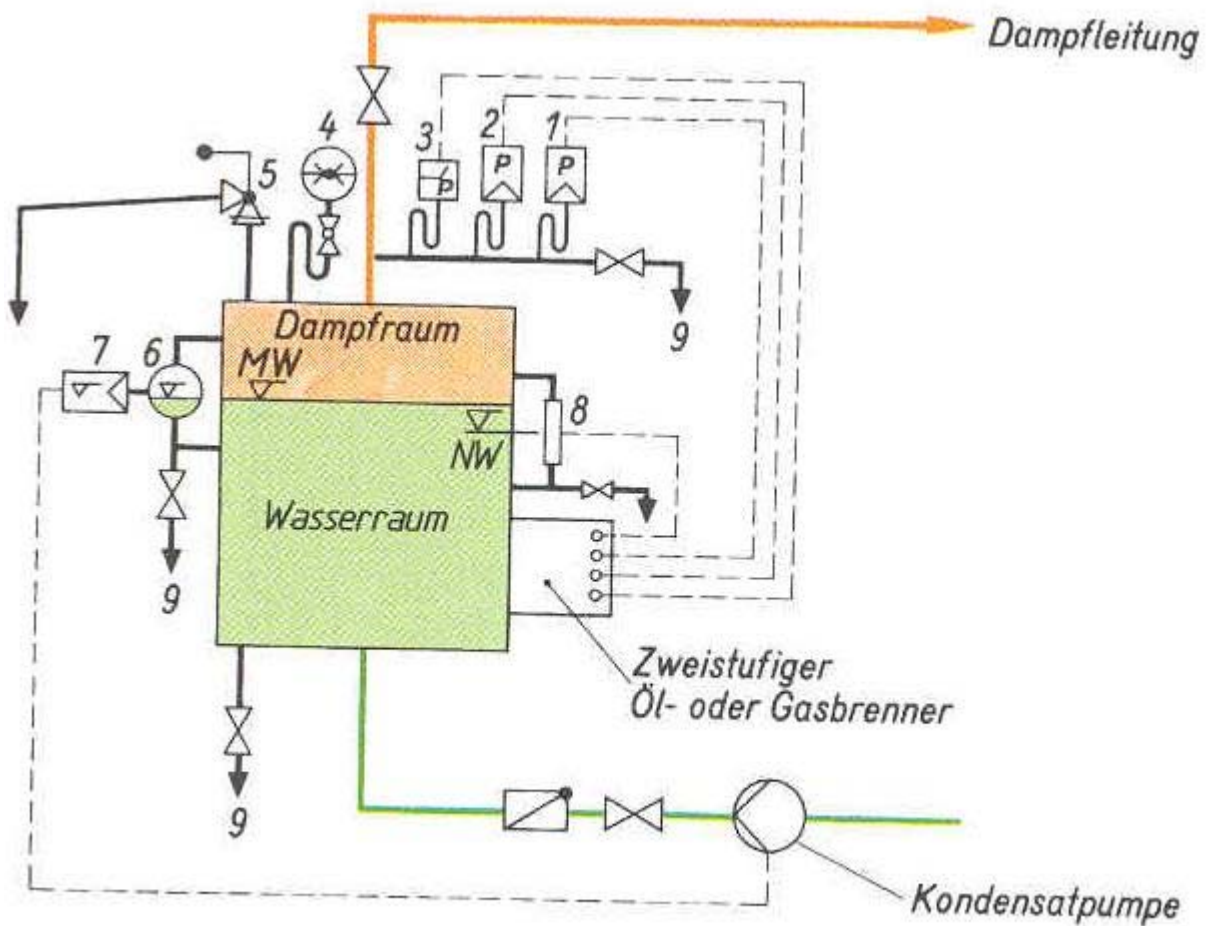 Dampfleitung
4
3
2
1
P
P
P
5
Dampfraum
9
7
6
MW
8
NW
Wasserraum
9
Zweistufiger
Öl- oder Gasbrenner
9
Kondensatpumpe